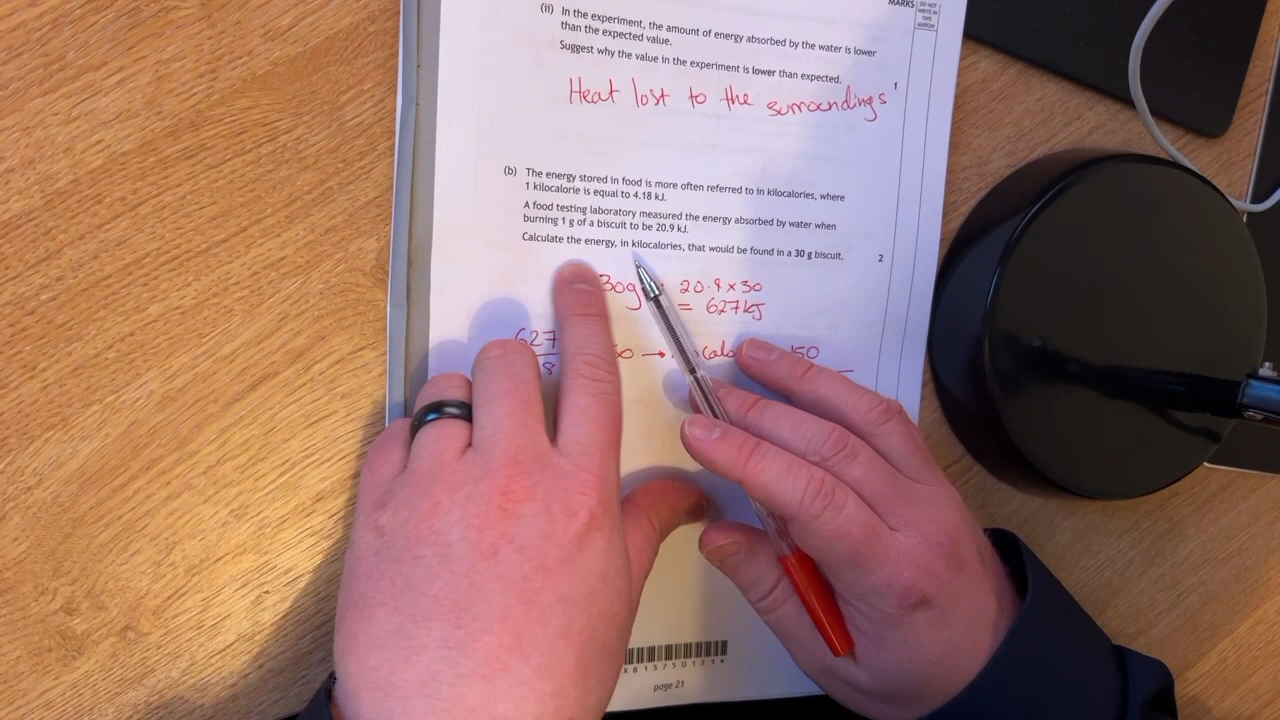 MARKS
DO NOT
WRITE IN
THIS
MARGIN
(ii) In the experiment, the amount of energy absorbed by the water is lower
than the expected value.
Suggest why the value in the experiment is lower than expected.
1
Heat lost to the surroundings
(b) The energy stored in food is more often referred to in kilocalories, where
1 kilocalorie is equal to 4.18 kJ.
A food testing laboratory measured the energy absorbed by water when
burning 1 g of a biscuit to be 20.9 kJ.
Calculate the energy, in kilocalories, that would be found in a 30 g biscuit.
2
30g 20.9 x 30
= 627kJ
627 → 150
8
page 21